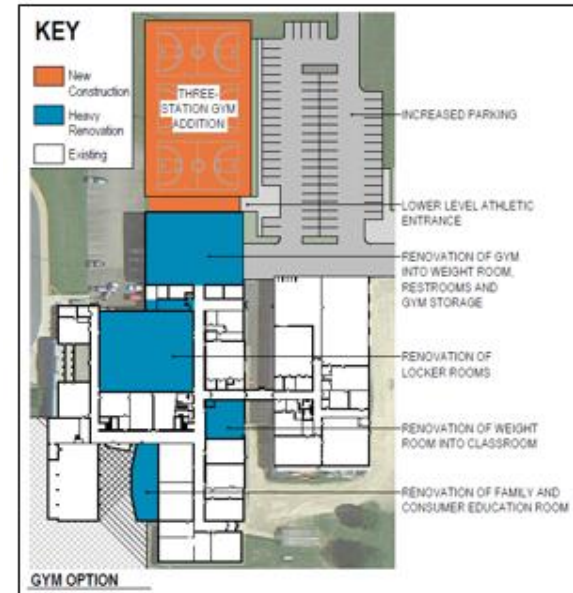 KEY
New
Construction
Heavy
Renovation
Existing
THREE-
STATION GYM
ADDITION
INCREASED PARKING
LOWER LEVEL ATHLETIC
ENTRANCE
RENOVATION OF GYM
INTO WEIGHT ROOM,
RESTROOMS AND
GYM STORAGE
RENOVATION OF
LOCKER ROOMS
RENOVATION OF WEIGHT
ROOM INTO CLASSROOM
RENOVATION OF FAMILY AND
CONSUMER EDUCATION ROOM
GYM OPTION